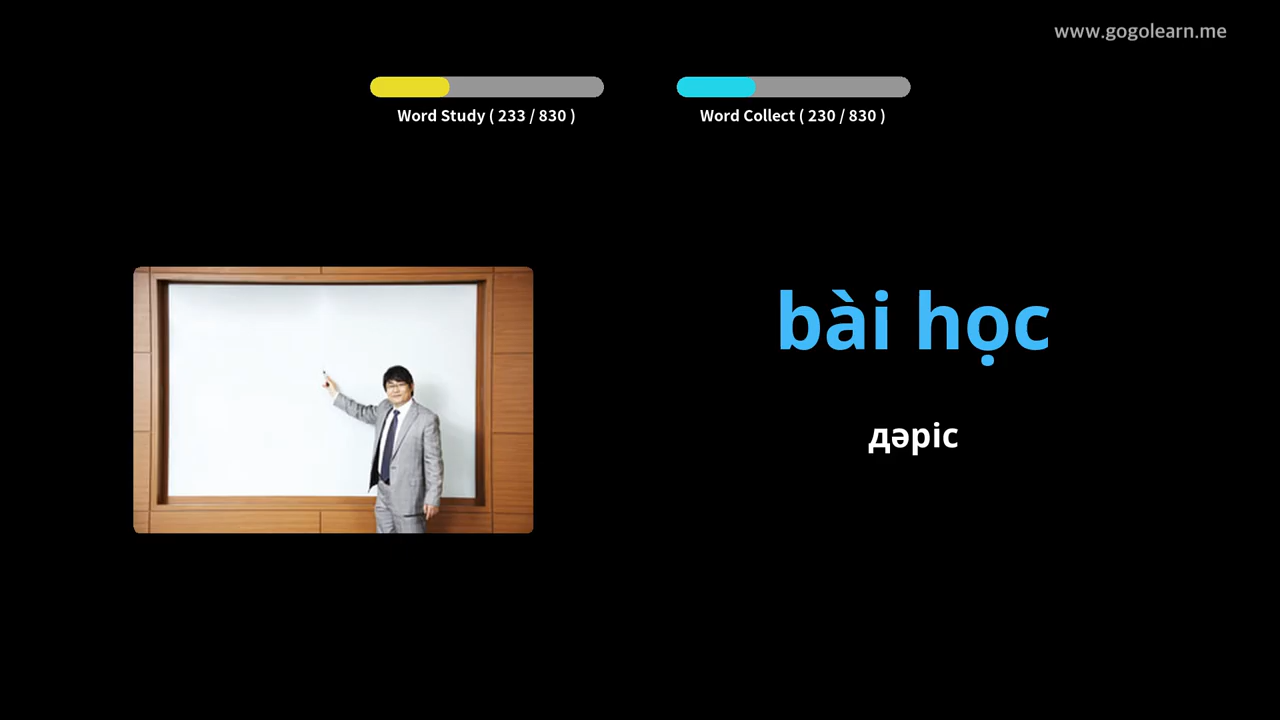 www.gogolearn.me
Word Study ( 233 / 830 )
Word Collect ( 230 / 830 )
bài học
дәріс